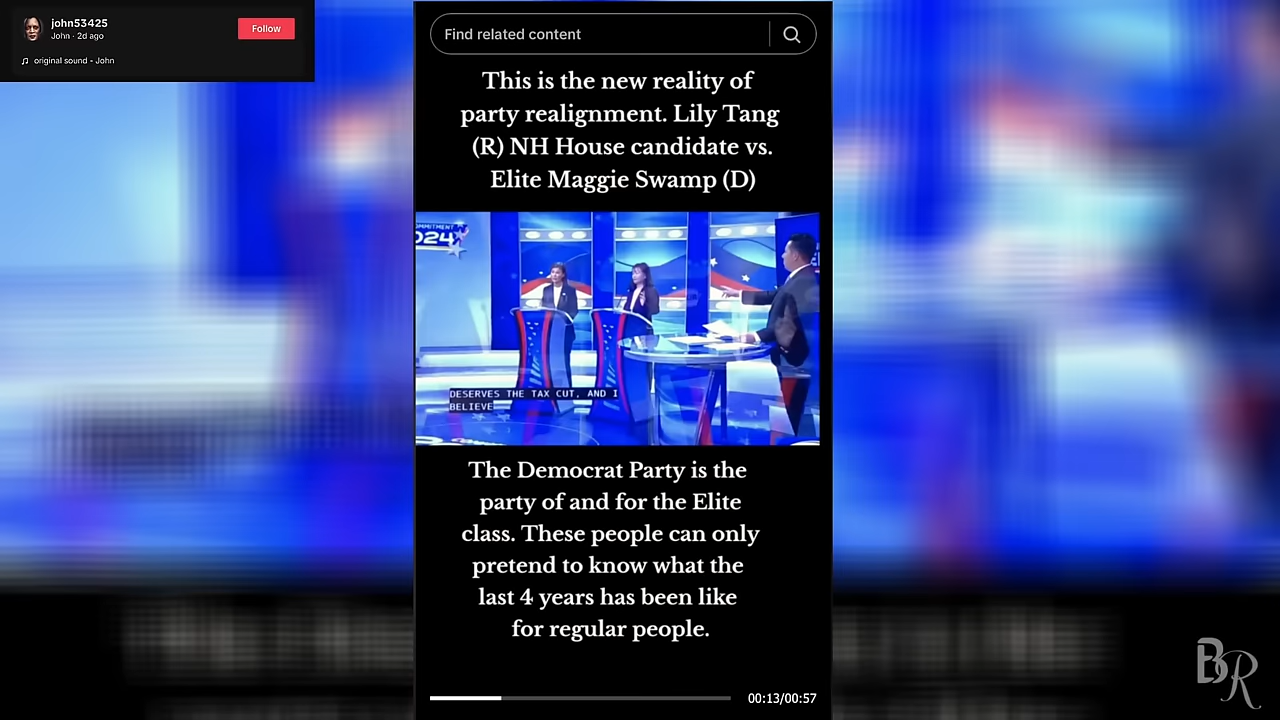 john53425
John · 2d ago
Follow
original sound - John
Find related content
This is the new reality of
party realignment. Lily Tang
(R) NH House candidate vs.
Elite Maggie Swamp (D)
OMMITMENT
024
DESERVES THE TAX CUT, AND I
BELIEVE
The Democrat Party is the
party of and for the Elite
class. These people can only
pretend to know what the
last 4 years has been like
for regular people.
00:13/00:57
BR